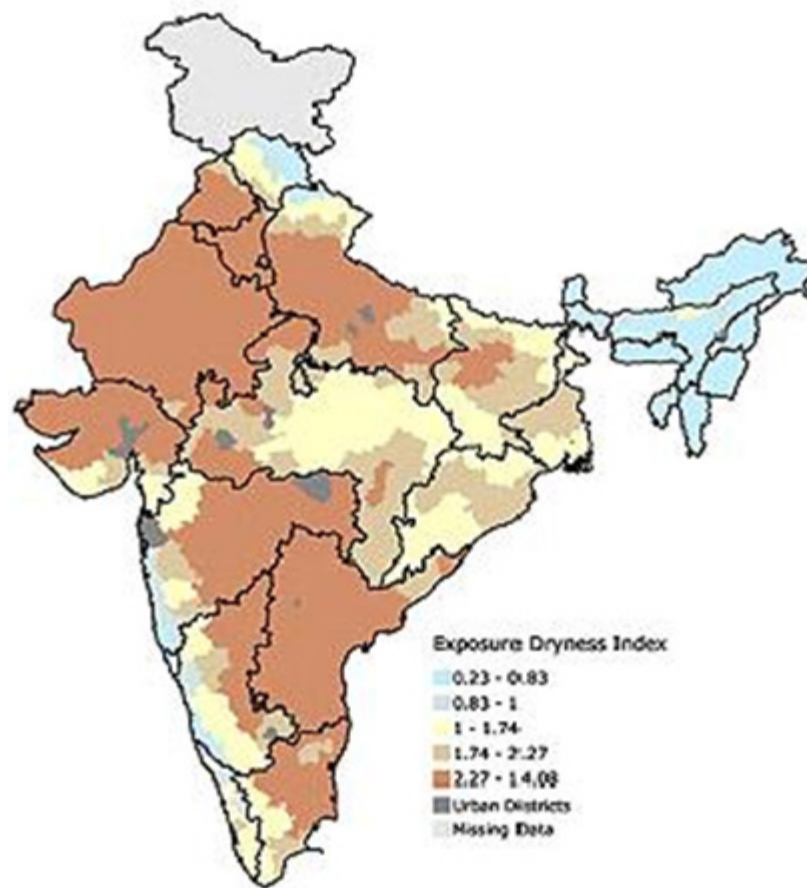 Exposure Dryness Index
0.23 - 0.83
0.83 - 1
1 - 1.74
1.74 - 2.27
2.27 - 14.08
Urban Districts
Missing Data